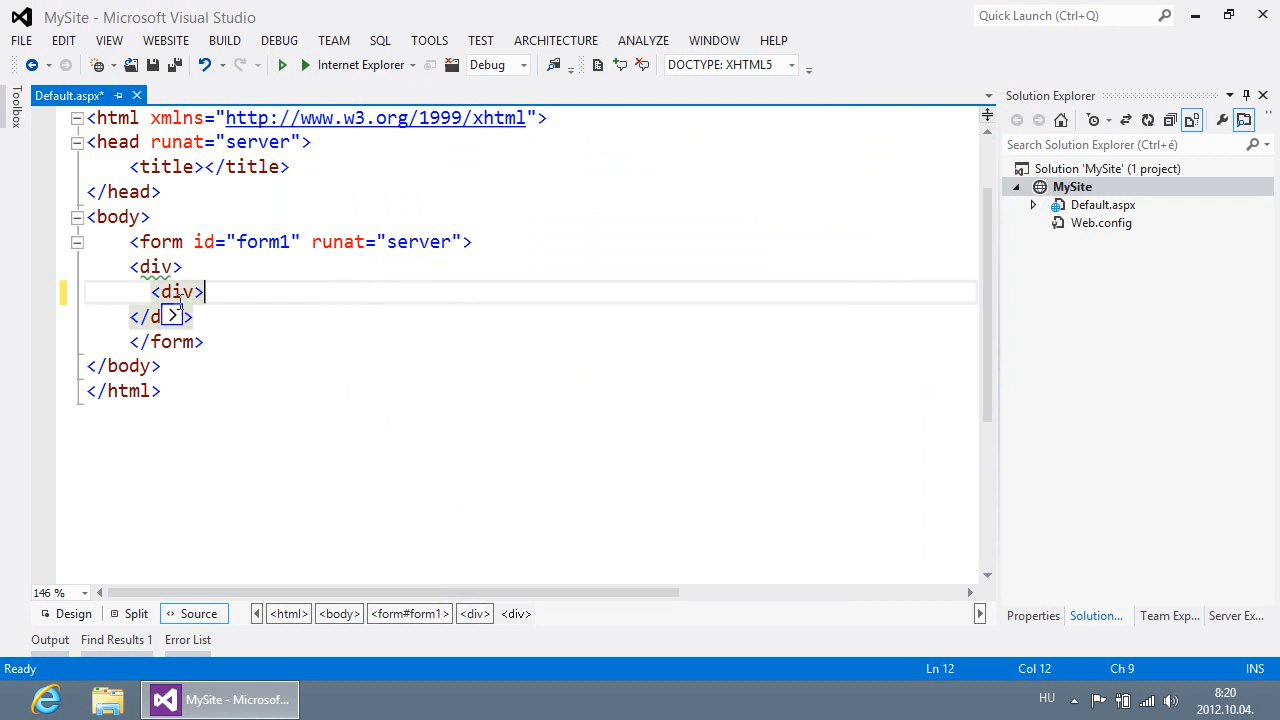 MySite - Microsoft Visual Studio
Quick Launch (Ctrl+Q)
FILE EDIT VIEW WEBSITE BUILD DEBUG TEAM SQL TOOLS TEST ARCHITECTURE ANALYZE WINDOW HELP
Internet Explorer Debug DOCTYPE: XHTML5
Toolbox
Default.aspx*
<html xmlns="http://www.w3.org/1999/xhtml">
<head runat="server">
<title></title>
</head>
<body>
<form id="form1" runat="server">
<div>
<div>
</d > >
</form>
</body>
</html>
146 %
Design Split Source <html> <body> <form#form1> <div> <div>
Output Find Results 1 Error List
Solution Explorer
Search Solution Explorer (Ctrl+é)
Solution 'MySite' (1 project)
MySite
Default.aspx
Web.config
Properties Solution... Team Exp... Server Ex...
Ready Ln 12 Col 12 Ch 9 INS
MySite - Microsof...
HU
8:20
2012.10.04.